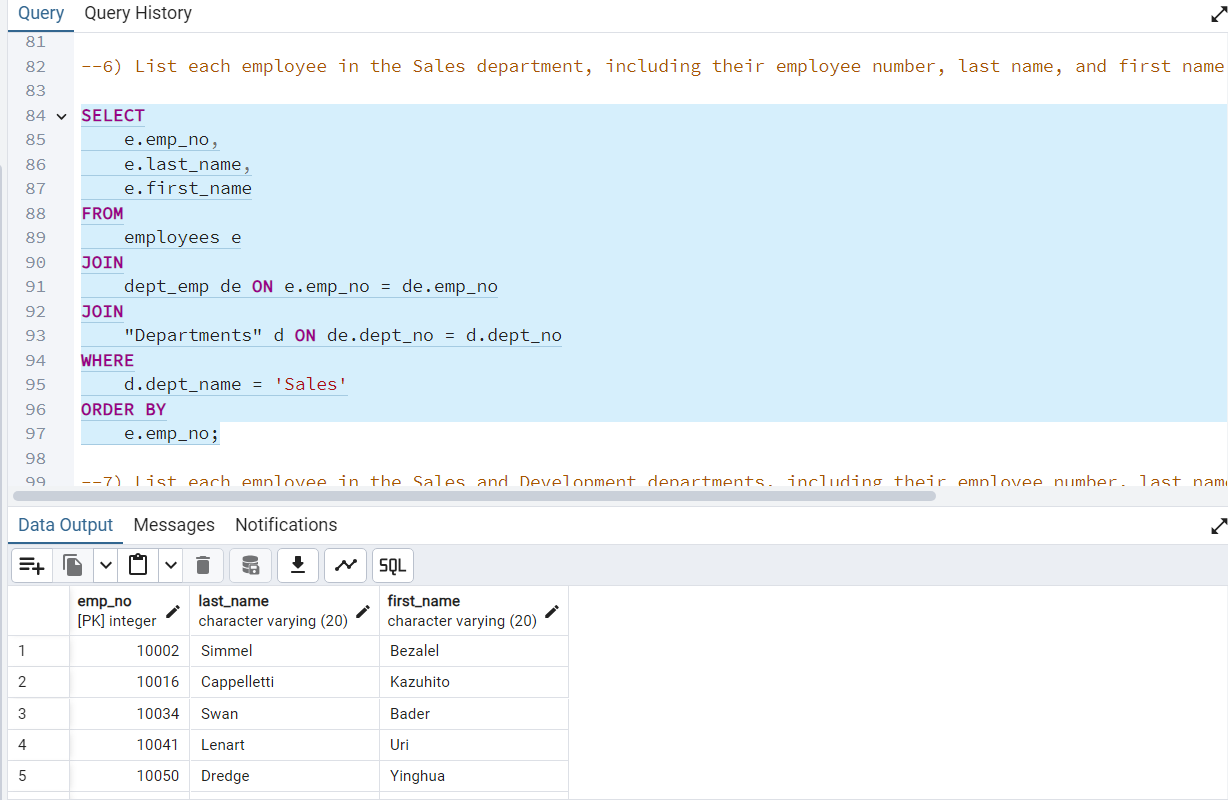 Query Query History
81
82 --6) List each employee in the Sales department, including their employee number, last name, and first name
83
84 SELECT
85 e.emp_no,
86 e.last_name,
87 e.first_name
88 FROM
89 employees e
90 JOIN
91 dept_emp de ON e.emp_no = de.emp_no
92 JOIN
93 "Departments" d ON de.dept_no = d.dept_no
94 WHERE
95 d.dept_name = 'Sales'
96 ORDER BY
97 e.emp_no;
98
99 --7) List each employee in the Sales and Development departments, including their employee number, last name
Data Output Messages Notifications
SQL
emp_no last_name first_name
[PK] integer character varying (20) character varying (20)
1 10002 Simmel Bezalel
2 10016 Cappelletti Kazuhito
3 10034 Swan Bader
4 10041 Lenart Uri
5 10050 Dredge Yinghua